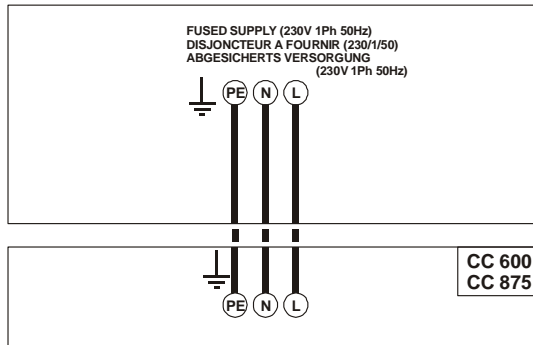 FUSED SUPPLY (230V 1Ph 50Hz)
DISJONCTEUR A FOURNIR (230/1/50)
ABGESICHERTS VERSORGUNG
(230V 1Ph 50Hz)
PE N L
CC 600
CC 875
PE N L